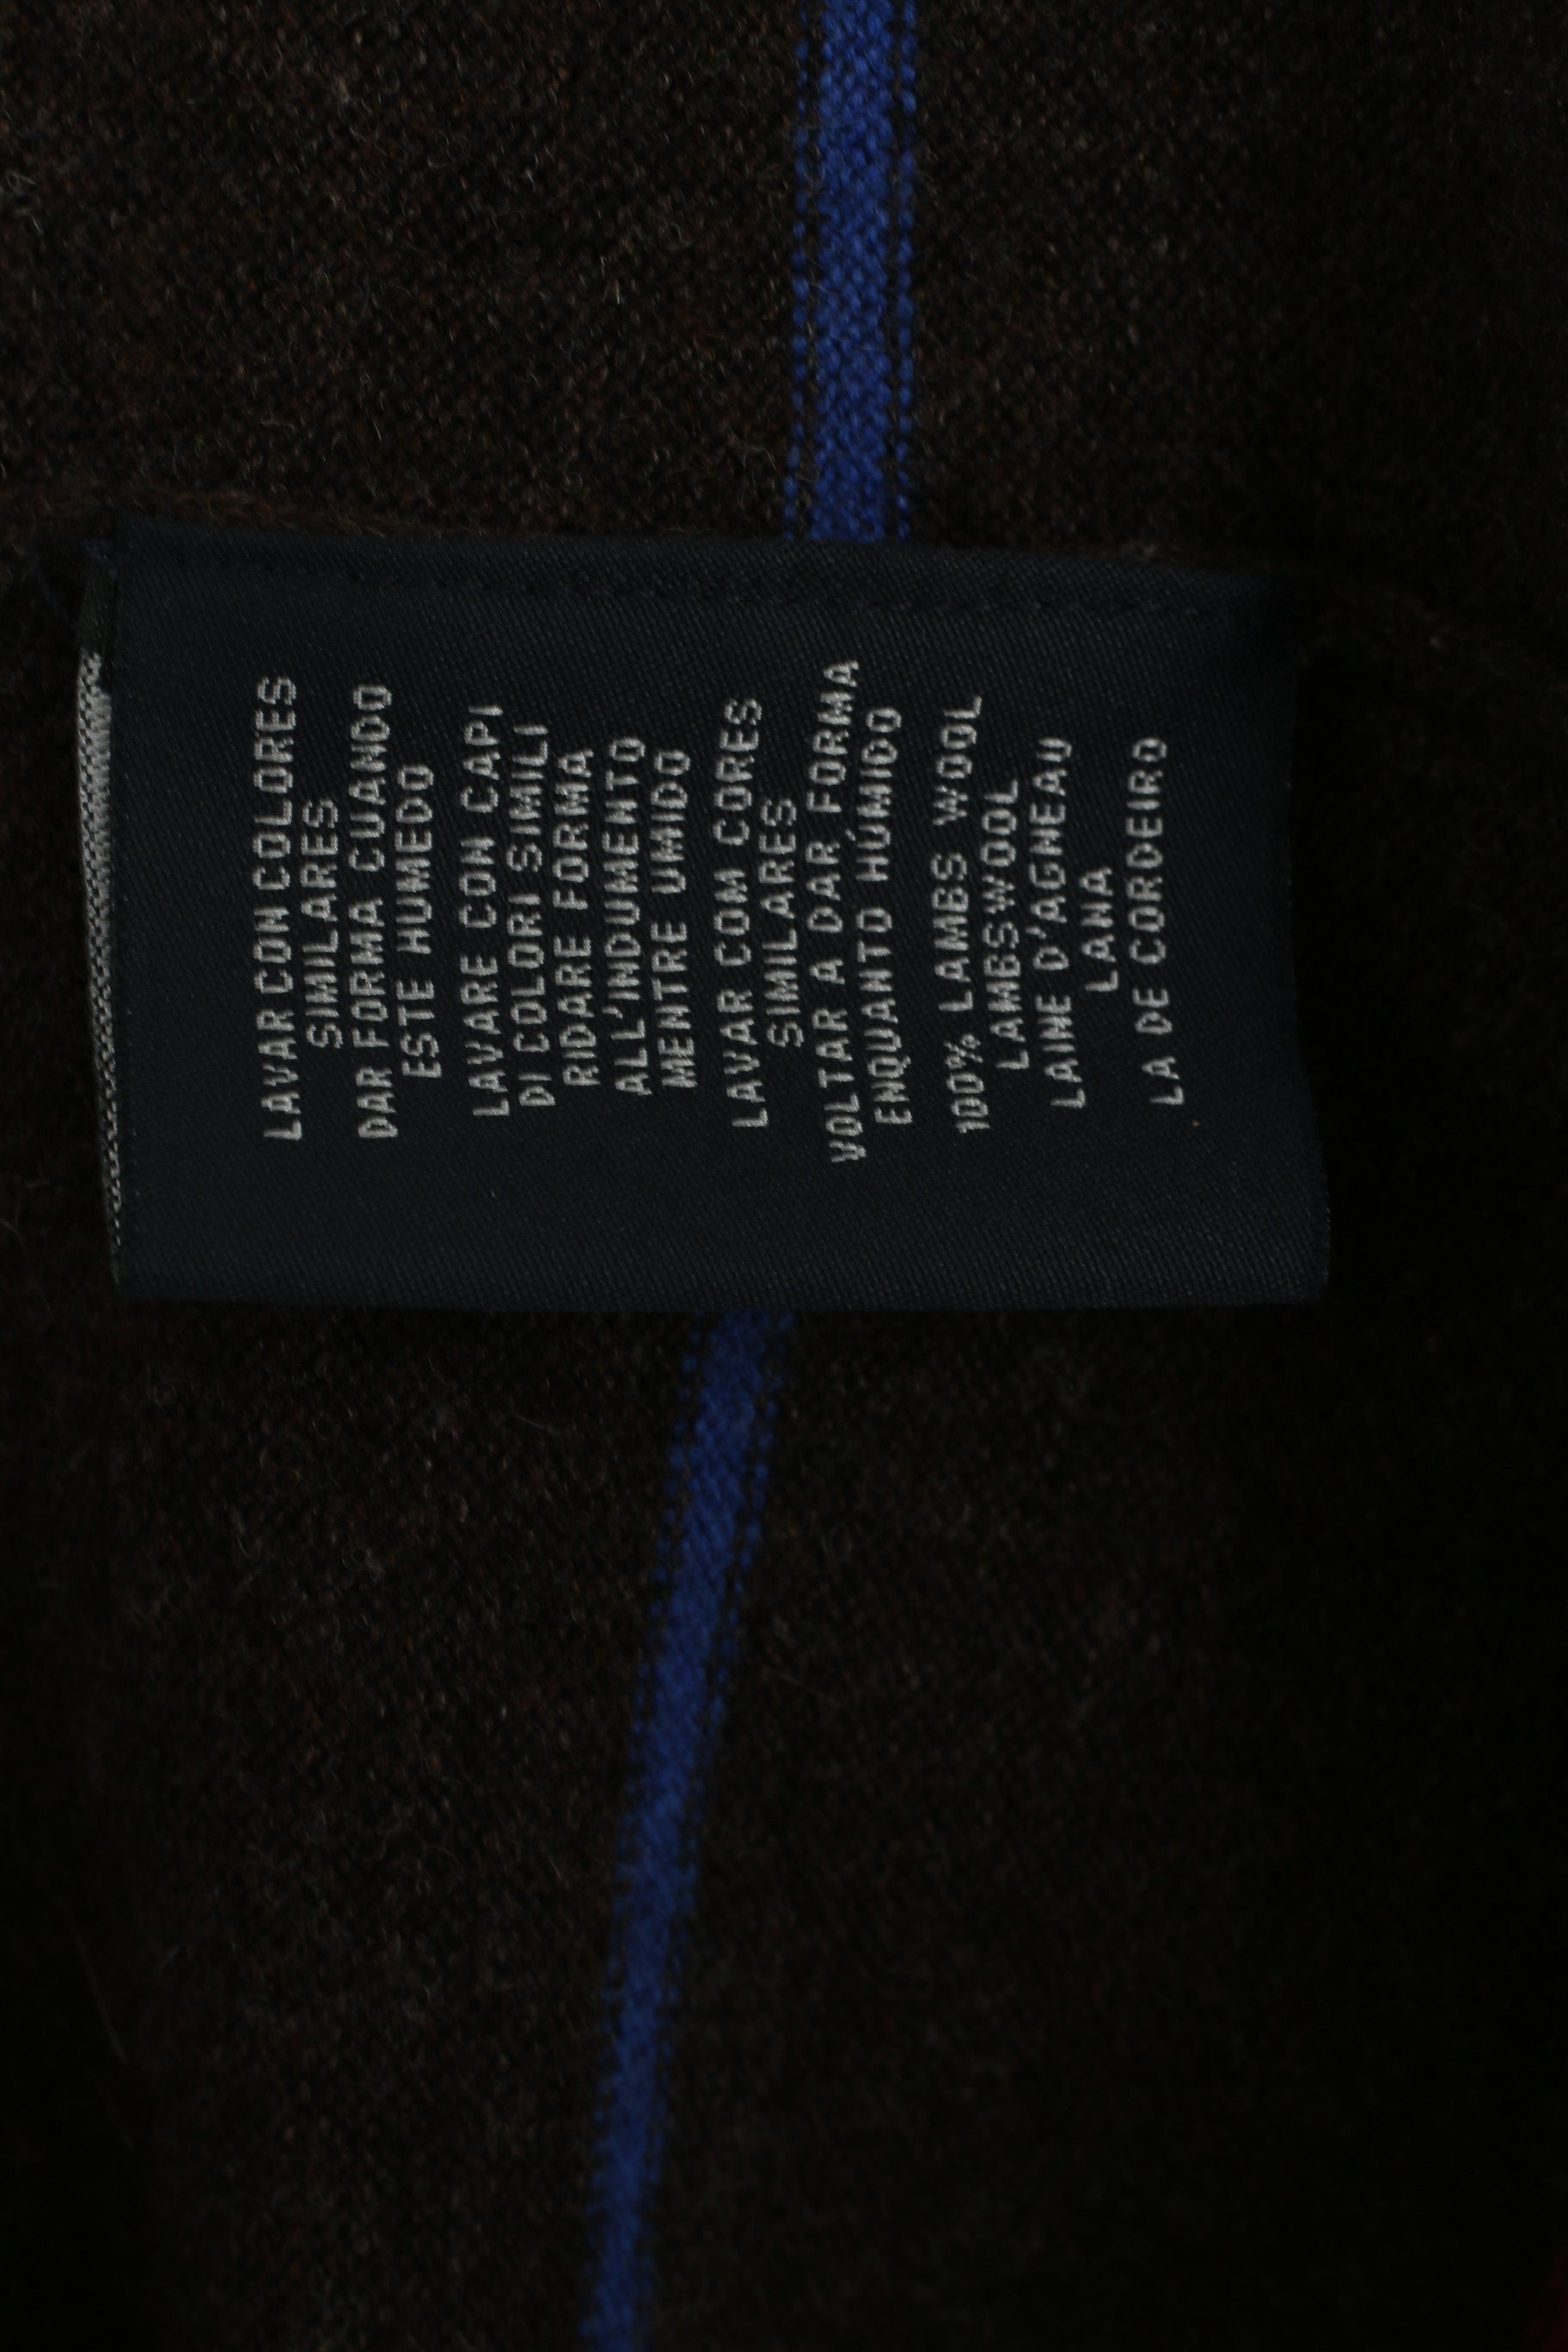 LAVAR CON COLORES
SIMILARES
DAR FORMA CUANDO
ESTE HUMEDO
LAVARE CON CAPI
DI COLORI SIMILI
RIDARE FORMA
ALL'INDUMENTO
MENTRE UMIDO
LAVAR COM CORES
SIMILARES
VOLTAR A DAR FORMA
ENQUANTO HÚMIDO
100% LAMBS WOOL
LAMBSWOOL
LAINE D'AGNEAU
LANA
LA DE CORDEIRO